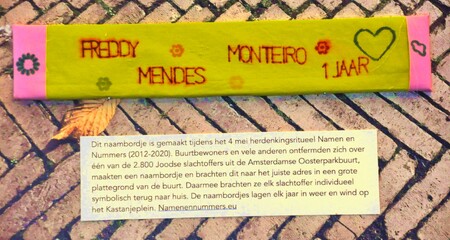 FREDDY MONTEIRO
MENDES 1 JAAR
Dit naambordje is gemaakt tijdens het 4 mei herdenkingsritueel Namen en
Nummers (2012-2020). Buurtbewoners en vele anderen ontfermden zich over
één van de 2.800 Joodse slachtoffers uit de Amsterdamse Oosterparkbuurt,
maakten een naambordje en brachten dit naar het juiste adres in een grote
plattegrond van de buurt. Daarmee brachten ze elk slachtoffer individueel
symbolisch terug naar huis. De naambordjes lagen elk jaar in weer en wind op
het Kastanjeplein. Namenennummers.eu